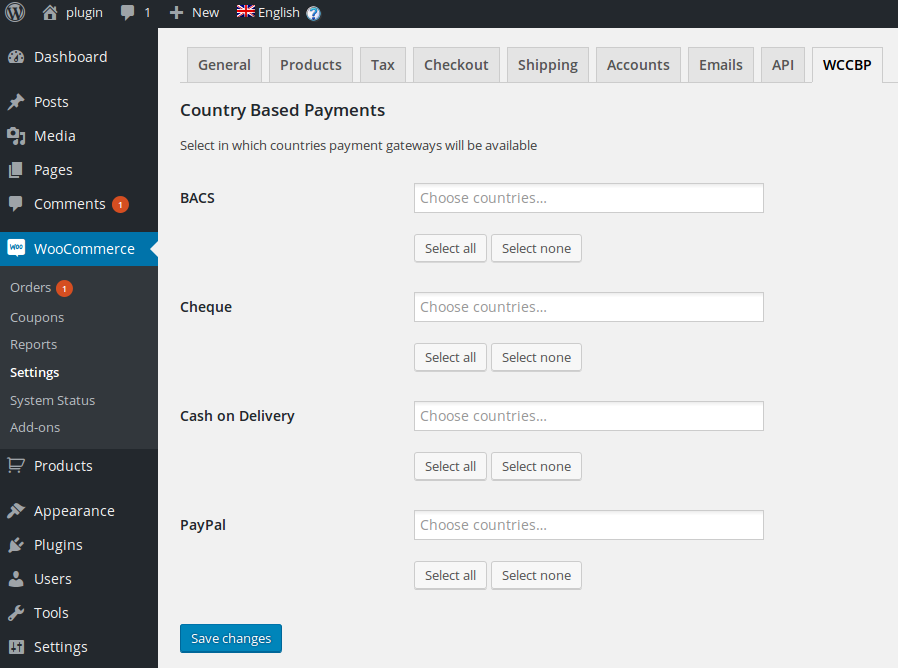 plugin 1 New English ?
Dashboard
Posts
Media
Pages
Comments 1
WOO WooCommerce
Orders 1
Coupons
Reports
Settings
System Status
Add-ons
Products
Appearance
Plugins
Users
Tools
Settings
General Products Tax Checkout Shipping Accounts Emails API WCCBP
Country Based Payments
Select in which countries payment gateways will be available
BACS Choose countries...
Select all Select none
Cheque Choose countries...
Select all Select none
Cash on Delivery Choose countries...
Select all Select none
PayPal Choose countries...
Select all Select none
Save changes